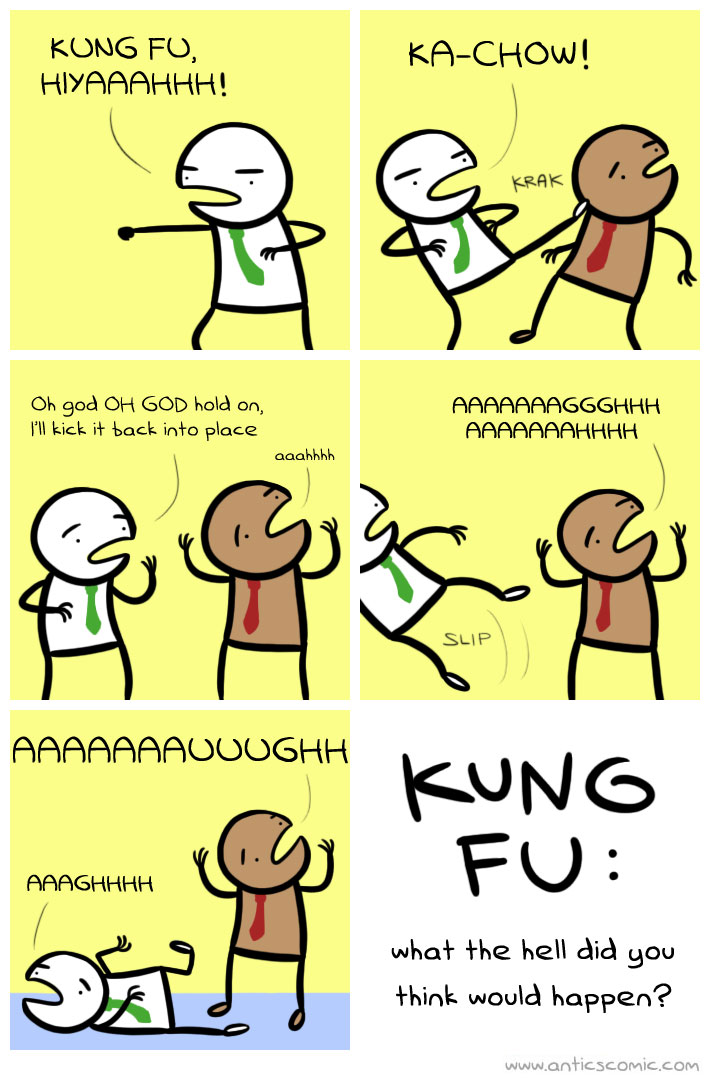 KUNG FU,
HIYAAAHHH!
KA-CHOW!
KRAK
Oh god OH GOD hold on,
I'll kick it back into place
aaahhhh
AAAAAAAGGGHHH
AAAAAAAHHHH
SLIP
AAAAAAAUUUGHH
AAAGHHHH
KUNG
FU:
what the hell did you
think would happen?
www.anticscomic.com